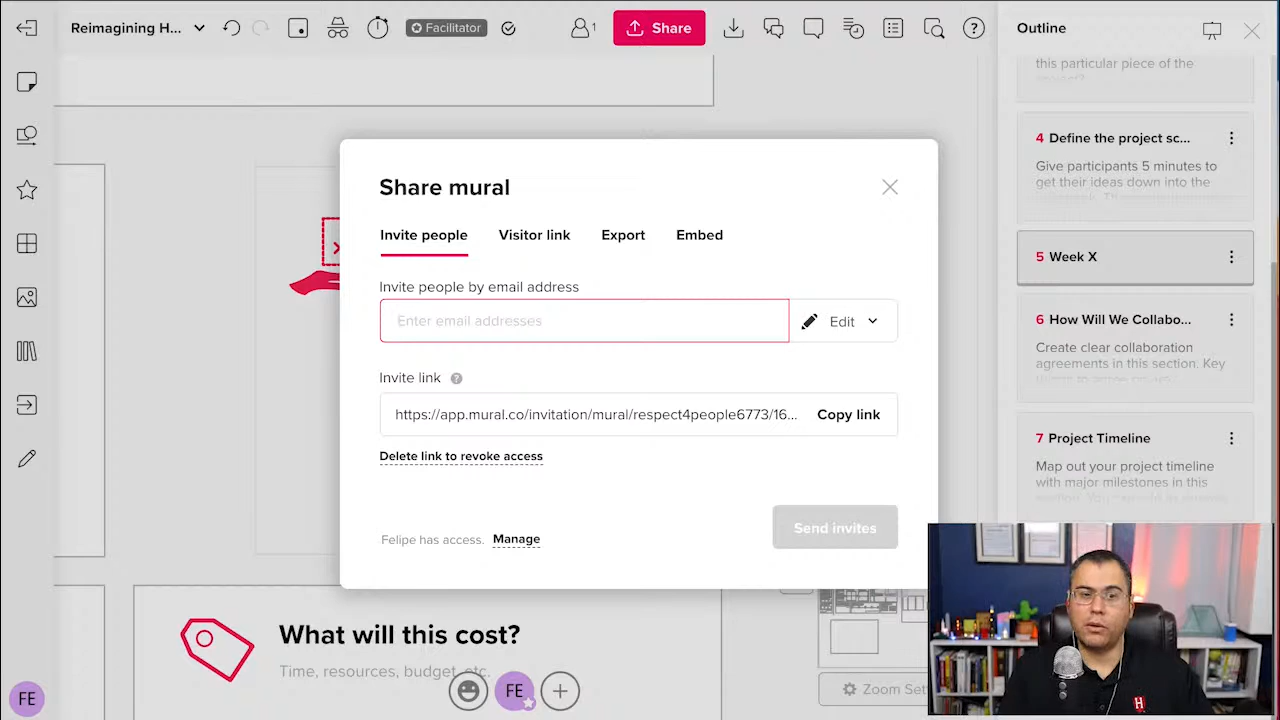 Reimagining H...
Facilitator
1
Share
Outline
this particular piece of the
project?
4 Define the project sc...
Give participants 5 minutes to
get their ideas down into the
5 Week X
6 How Will We Collabo...
Create clear collaboration
agreements in this section. Key
7 Project Timeline
Map out your project timeline
with major milestones in this
Share mural
Invite people
Visitor link
Export
Embed
Invite people by email address
Enter email addresses
Edit
Invite link ?
https://app.mural.co/invitation/mural/respect4people6773/16...
Copy link
Delete link to revoke access
Felipe has access. Manage
Send invites
What will this cost?
Time, resources, budget, etc.
FE
FE
Zoom Set
H